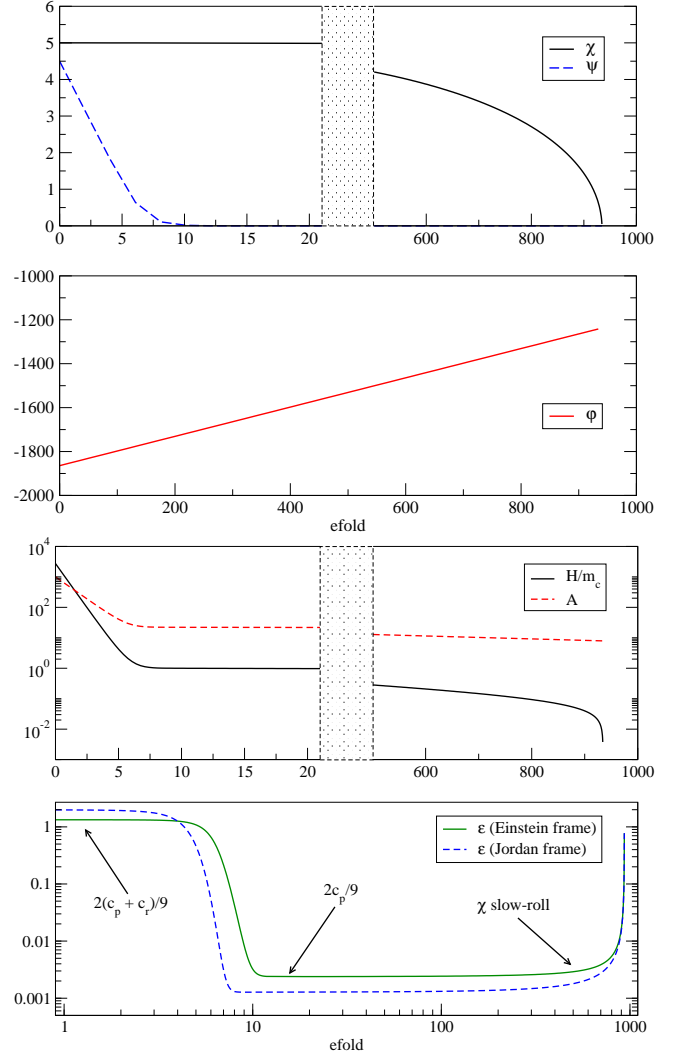 6
5
4
3
2
1
0
χ
ψ
0 5 10 15 20 600 800 1000
-1000
-1200
-1400
-1600
-1800
-2000
φ
0 200 400 600 800 1000
efold
10^4
10^2
10^0
10^-2
H/m_c
A
0 5 10 15 20 600 800 1000
1
0.1
0.01
0.001
ε (Einstein frame)
ε (Jordan frame)
2(c_p + c_r)/9
2c_p/9
χ slow-roll
1 10 100 1000
efold